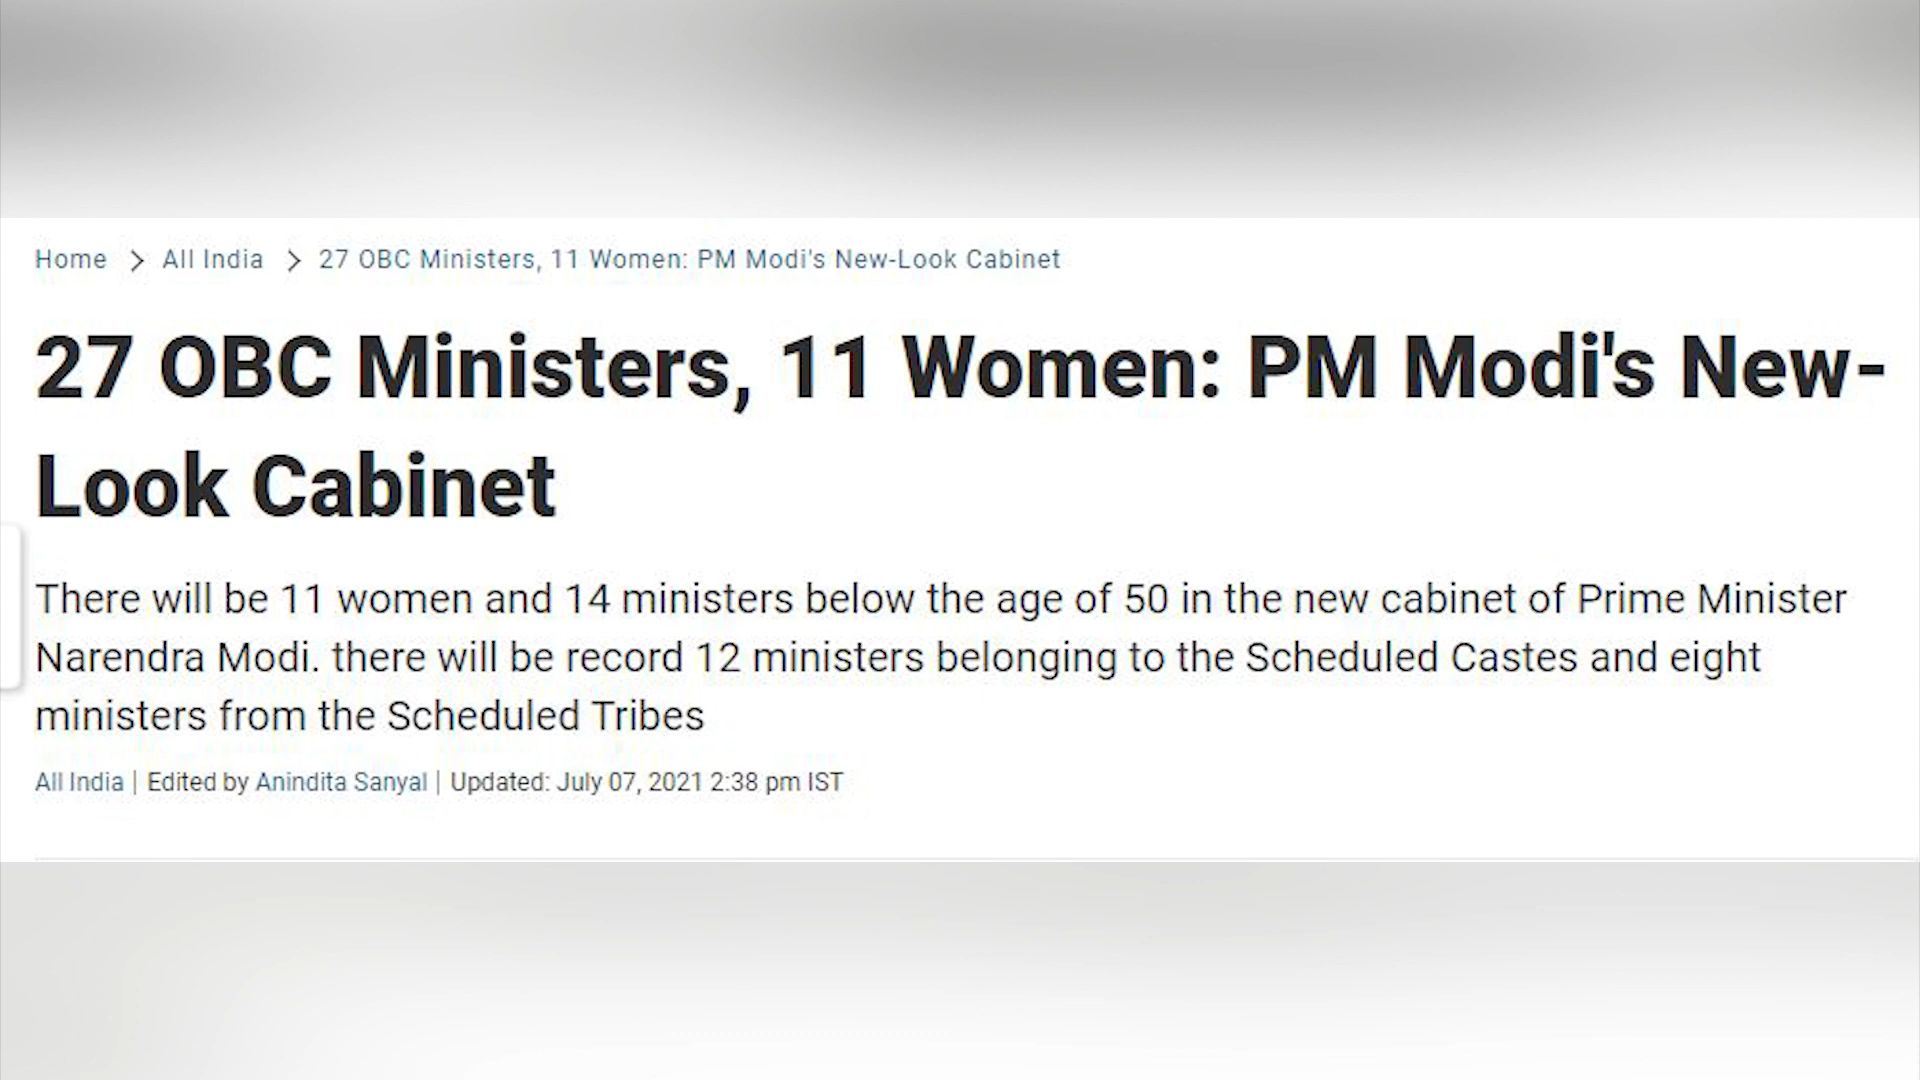 Home > All India > 27 OBC Ministers, 11 Women: PM Modi's New-Look Cabinet
27 OBC Ministers, 11 Women: PM Modi's New-
Look Cabinet
There will be 11 women and 14 ministers below the age of 50 in the new cabinet of Prime Minister
Narendra Modi. there will be record 12 ministers belonging to the Scheduled Castes and eight
ministers from the Scheduled Tribes
All India | Edited by Anindita Sanyal | Updated: July 07, 2021 2:38 pm IST